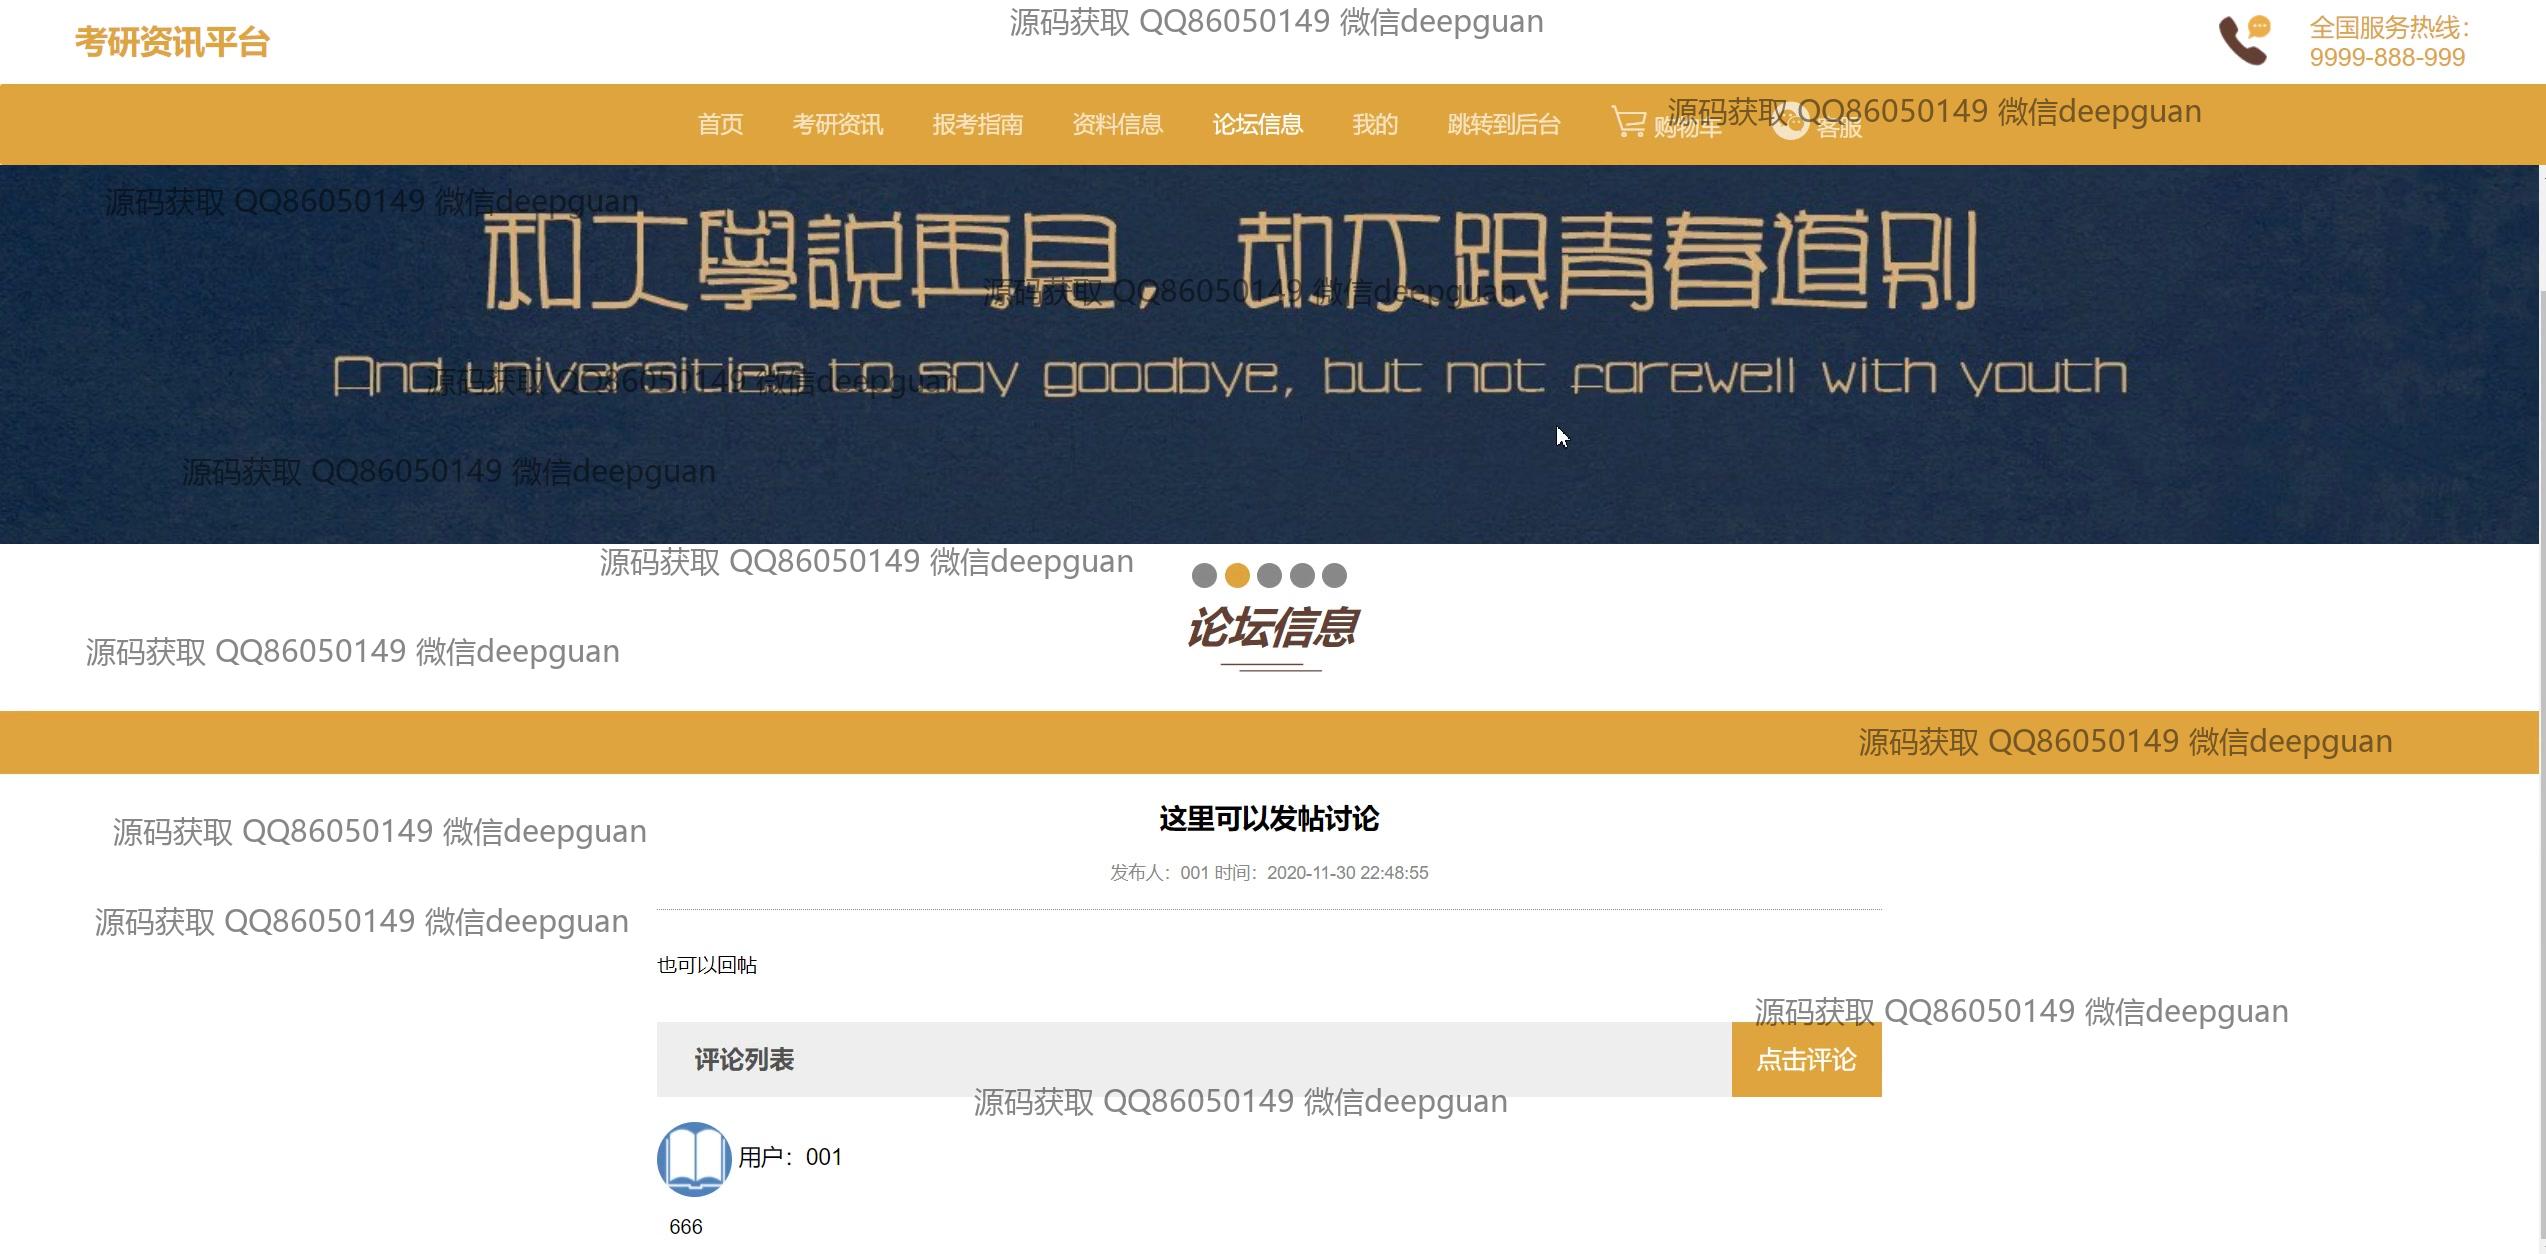 考研资讯平台
源码获取 QQ86050149 微信deepguan
全国服务热线:
9999-888-999
首页 考研资讯 报考指南 资料信息 论坛信息 我的 跳转到后台 购物车 客服
源码获取 QQ86050149 微信deepguan
源码获取 QQ86050149 微信deepguan
和大學説再見，却不跟青春道别
源码获取 QQ86050149 微信deepguan
And universities to say goodbye, but not farewell with youth
源码获取 QQ86050149 微信deepguan
源码获取 QQ86050149 微信deepguan
源码获取 QQ86050149 微信deepguan
论坛信息
源码获取 QQ86050149 微信deepguan
源码获取 QQ86050149 微信deepguan
这里可以发帖讨论
源码获取 QQ86050149 微信deepguan
发布人：001 时间：2020-11-30 22:48:55
源码获取 QQ86050149 微信deepguan
也可以回帖
源码获取 QQ86050149 微信deepguan
评论列表 点击评论
源码获取 QQ86050149 微信deepguan
用户：001
666